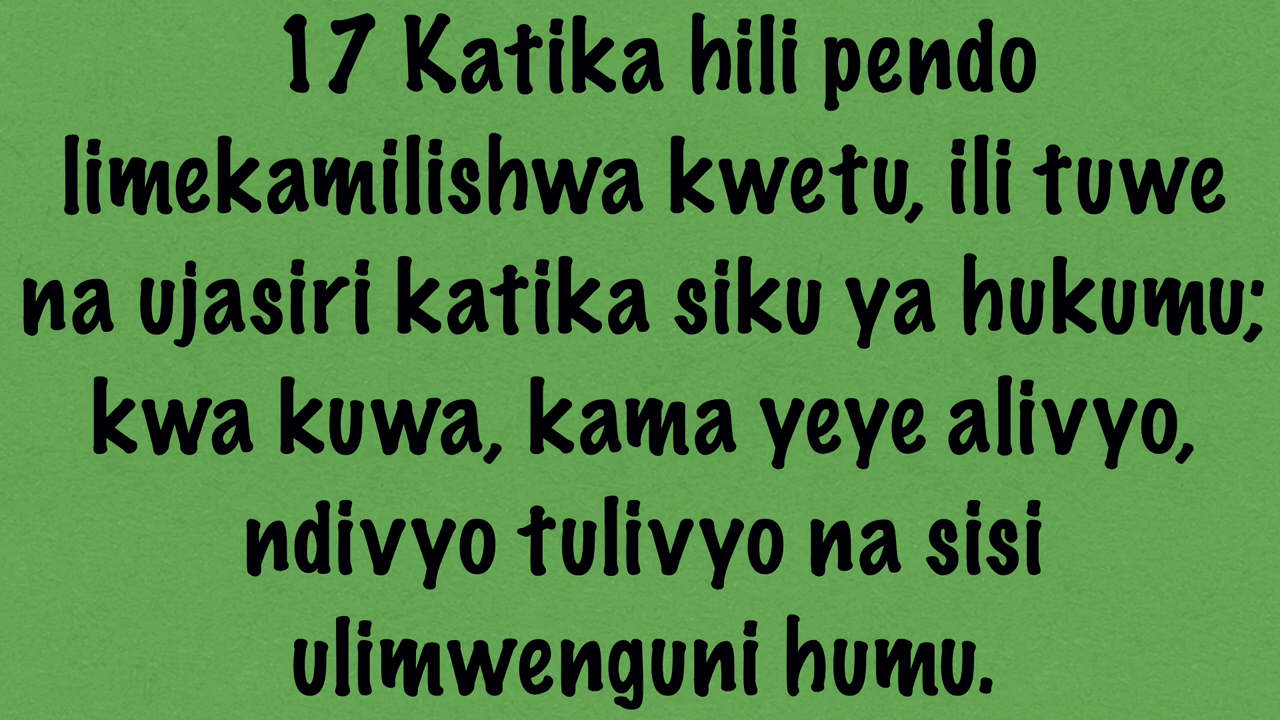 17 Katika hili pendo
limekamilishwa kwetu, ili tuwe
na ujasiri katika siku ya hukumu;
kwa kuwa, kama yeye alivyo,
ndivyo tulivyo na sisi
ulimwenguni humu.